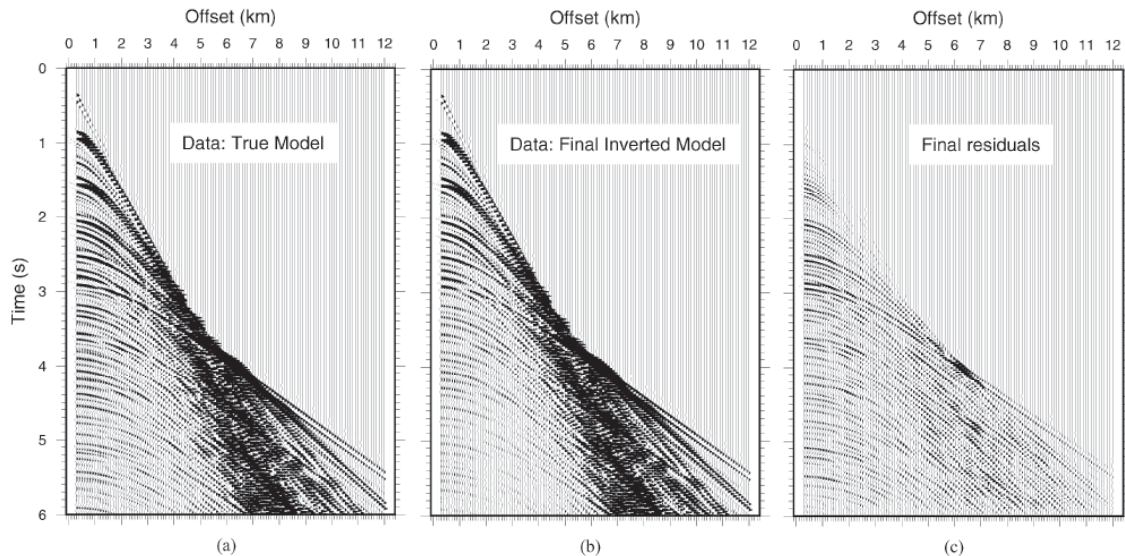 Offset (km) Offset (km) Offset (km)
0 1 2 3 4 5 6 7 8 9 10 11 12 0 1 2 3 4 5 6 7 8 9 10 11 12 0 1 2 3 4 5 6 7 8 9 10 11 12
0
Data: True Model Data: Final Inverted Model Final residuals
1
2
Time (s)
3
4
5
6
(a) (b) (c)